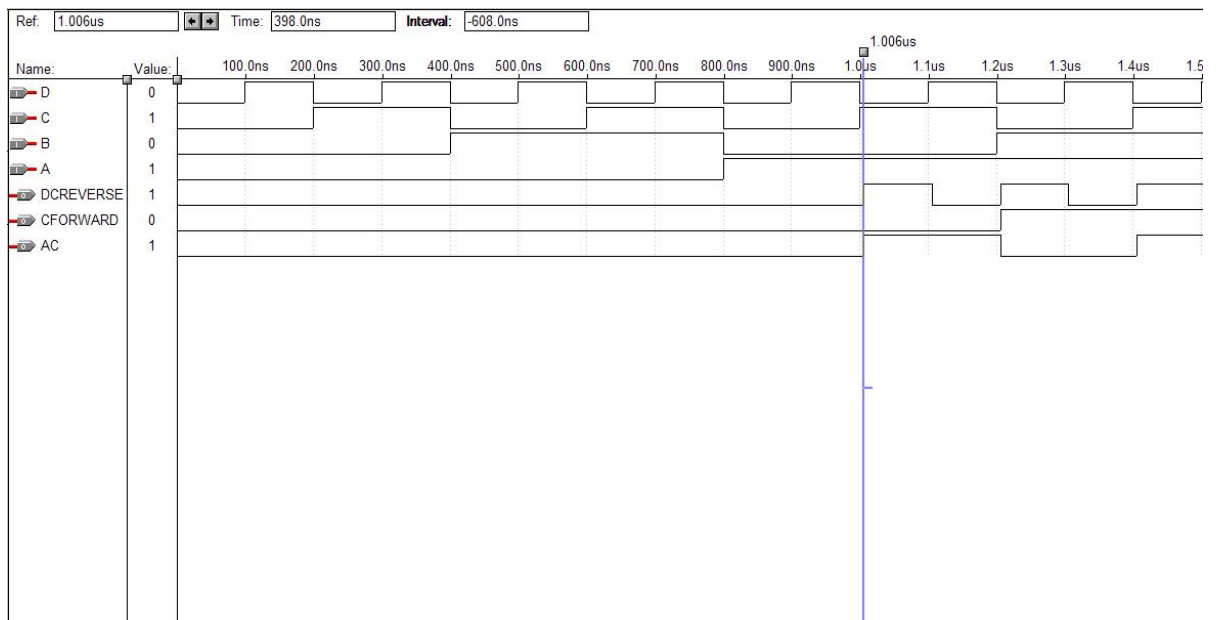 Ref: 1.006us Time: 398.0ns Interval: -608.0ns
1.006us
Name: Value: 100.0ns 200.0ns 300.0ns 400.0ns 500.0ns 600.0ns 700.0ns 800.0ns 900.0ns 1.0us 1.1us 1.2us 1.3us 1.4us 1.5
D 0
C 1
B 0
A 1
DCREVERSE 1
CFORWARD 0
AC 1